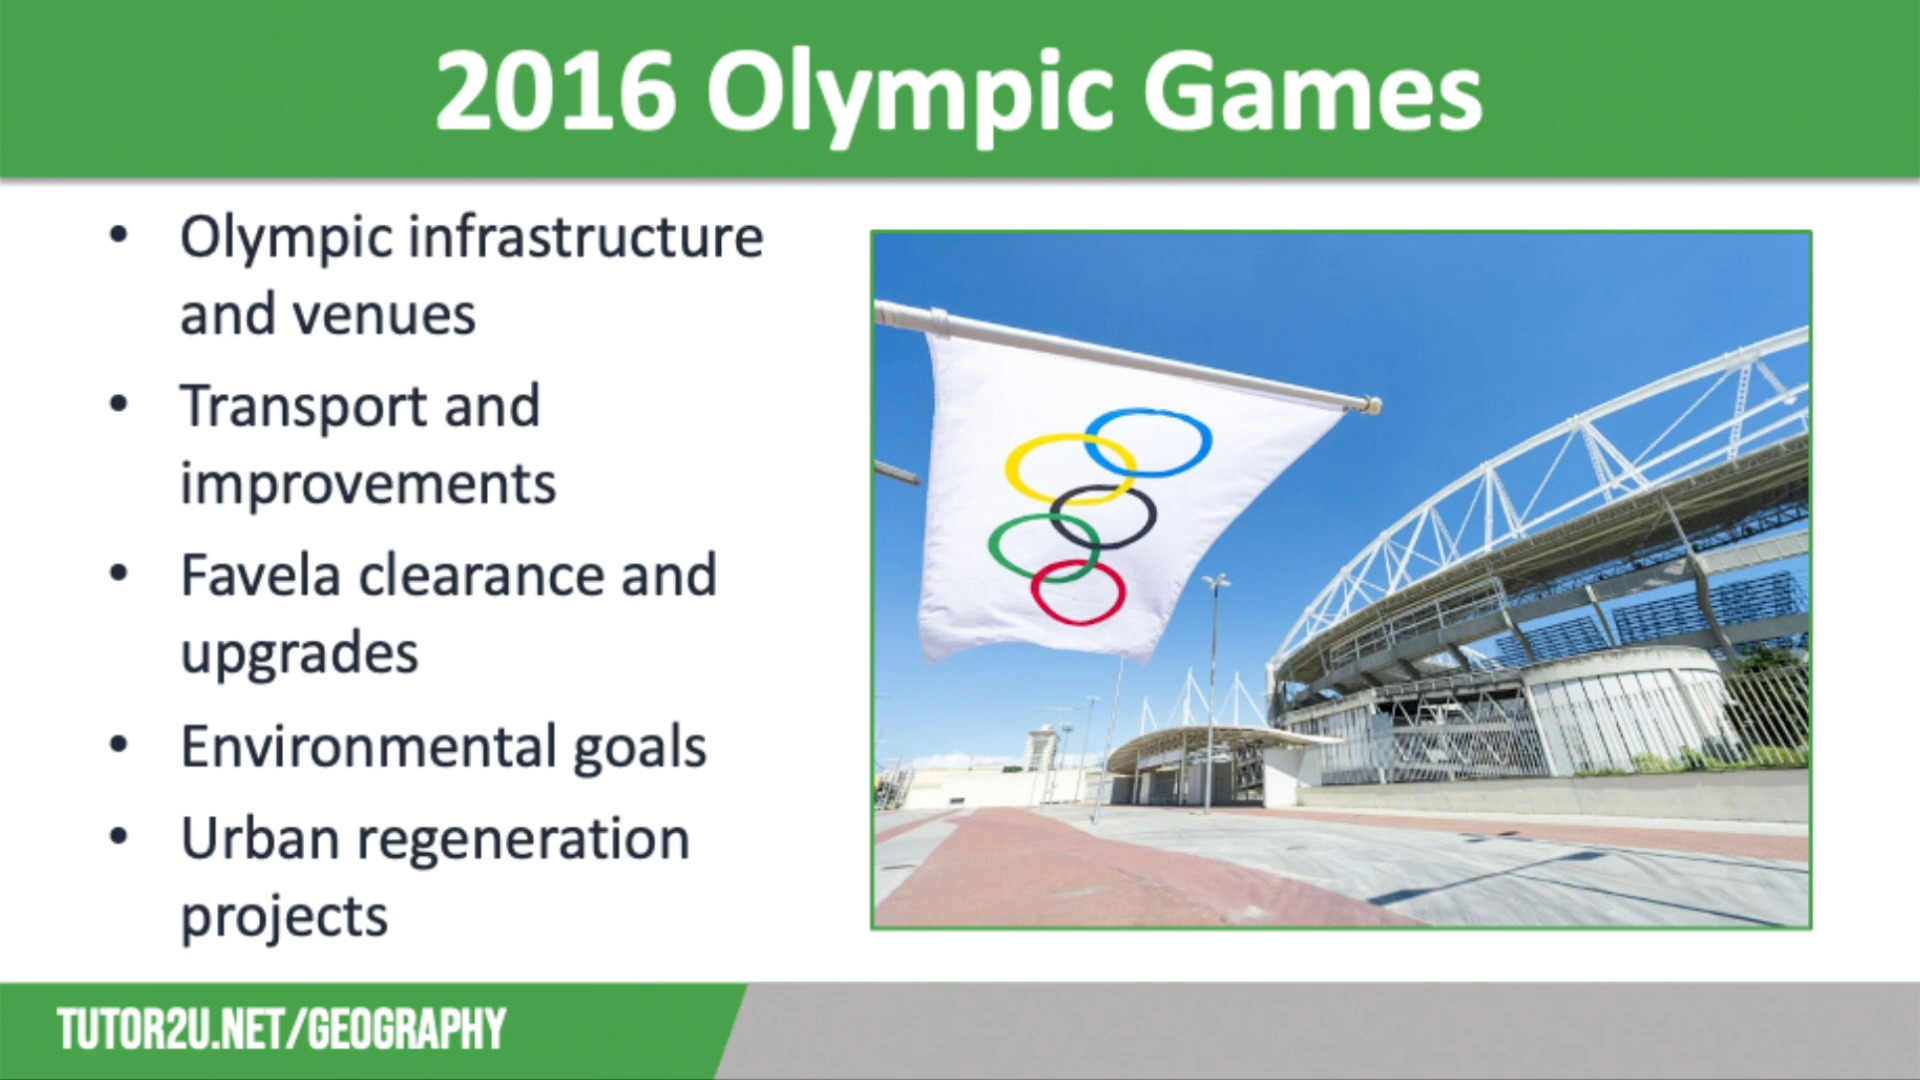 2016 Olympic Games
• Olympic infrastructure
and venues
• Transport and
improvements
• Favela clearance and
upgrades
• Environmental goals
• Urban regeneration
projects
TUTOR2U.NET/GEOGRAPHY